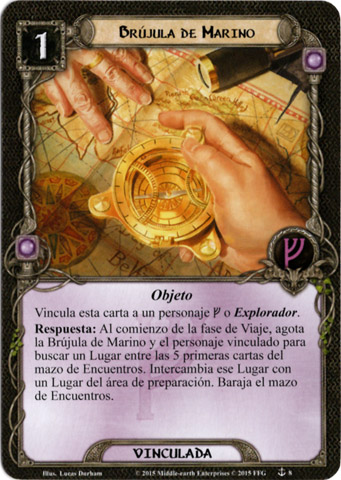 1
Brújula de Marino
Objeto
Vincula esta carta a un personaje ᚠ o Explorador.
Respuesta: Al comienzo de la fase de Viaje, agota
la Brújula de Marino y el personaje vinculado para
buscar un Lugar entre las 5 primeras cartas del
mazo de Encuentros. Intercambia ese Lugar con
un Lugar del área de preparación. Baraja el mazo
de Encuentros.
VINCULADA
Illus. Lucas Durham
© 2015 Middle-earth Enterprises © 2015 FFG
8